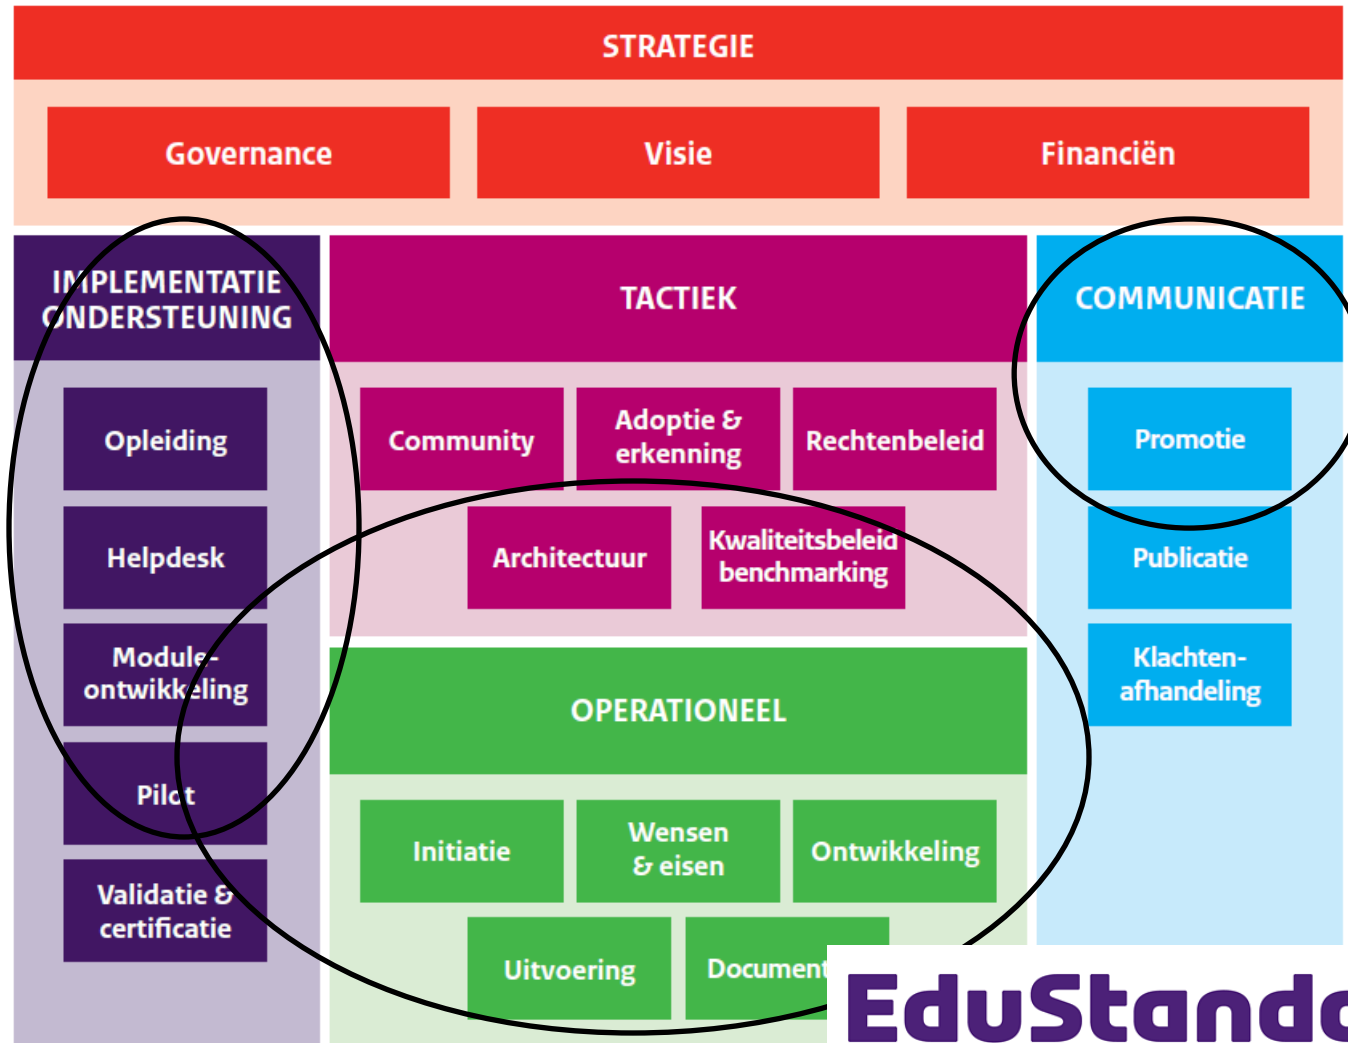 STRATEGIE
Governance
Visie
Financiën
IMPLEMENTATIE
ONDERSTEUNING
Opleiding
Helpdesk
Module-
ontwikkeling
Pilot
Validatie &
certificatie
TACTIEK
Community
Adoptie &
erkenning
Rechtenbeleid
Architectuur
Kwaliteitsbeleid
benchmarking
OPERATIONEEL
Initiatie
Wensen
& eisen
Ontwikkeling
Uitvoering
Document
COMMUNICATIE
Promotie
Publicatie
Klachten-
afhandeling